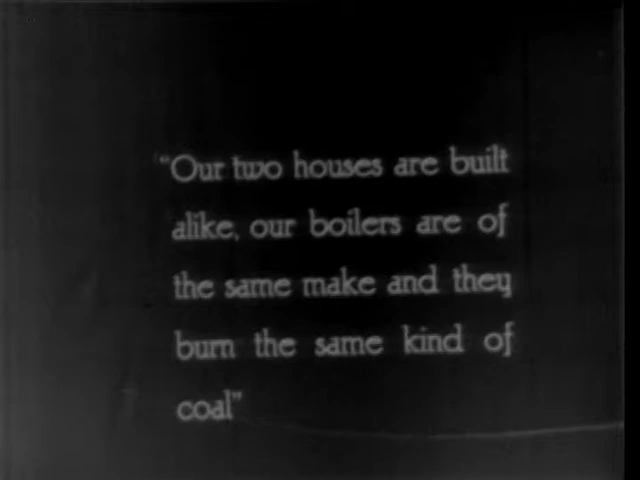 "Our two houses are built
alike, our boilers are of
the same make and they
burn the same kind of
coal"